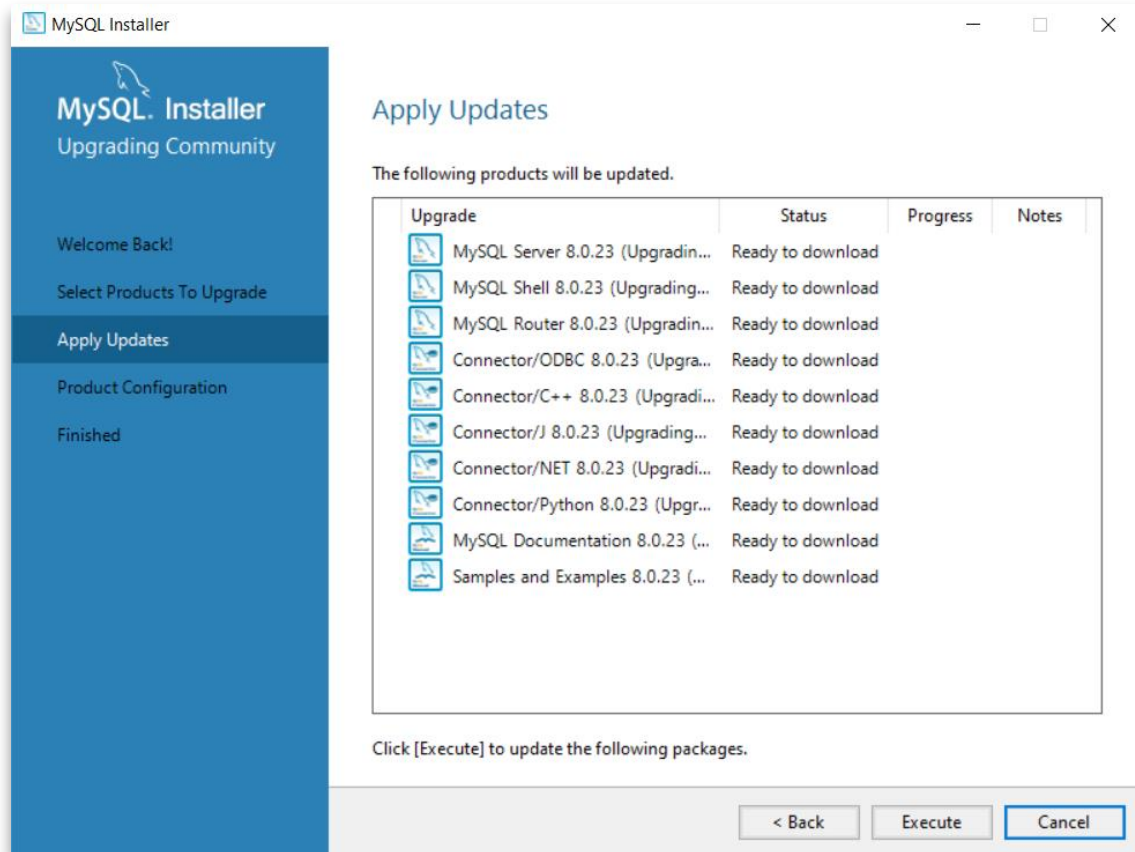 MySQL Installer
MySQL. Installer
Upgrading Community
Welcome Back!
Select Products To Upgrade
Apply Updates
Product Configuration
Finished
Apply Updates
The following products will be updated.
Upgrade Status Progress Notes
MySQL Server 8.0.23 (Upgradin... Ready to download
MySQL Shell 8.0.23 (Upgrading... Ready to download
MySQL Router 8.0.23 (Upgradin... Ready to download
Connector/ODBC 8.0.23 (Upgra... Ready to download
Connector/C++ 8.0.23 (Upgradi... Ready to download
Connector/J 8.0.23 (Upgrading... Ready to download
Connector/NET 8.0.23 (Upgradi... Ready to download
Connector/Python 8.0.23 (Upgr... Ready to download
MySQL Documentation 8.0.23 (... Ready to download
Samples and Examples 8.0.23 (... Ready to download
Click [Execute] to update the following packages.
< Back Execute Cancel